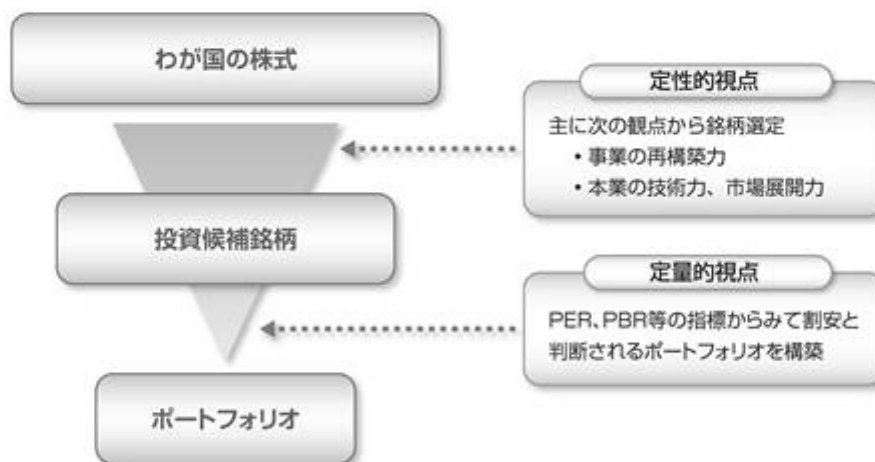 わが国の株式
定性的視点
主に次の観点から銘柄選定
・事業の再構築力
・本業の技術力、市場展開力
投資候補銘柄
定量的視点
PER、PBR等の指標からみて割安と
判断されるポートフォリオを構築
ポートフォリオ